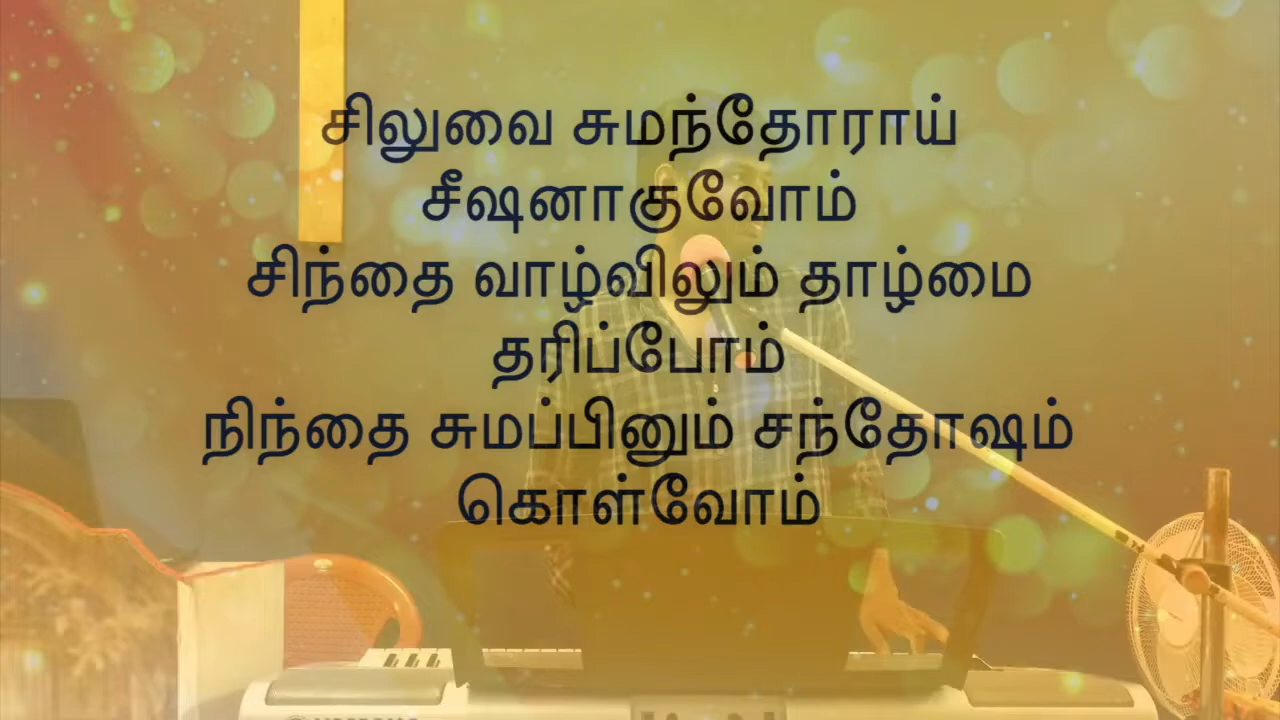 சிலுவை சுமந்தோராய்
சீஷனாகுவோம்
சிந்தை வாழ்விலும் தாழ்மை
தரிப்போம்
நிந்தை சுமப்பினும் சந்தோஷம்
கொள்வோம்